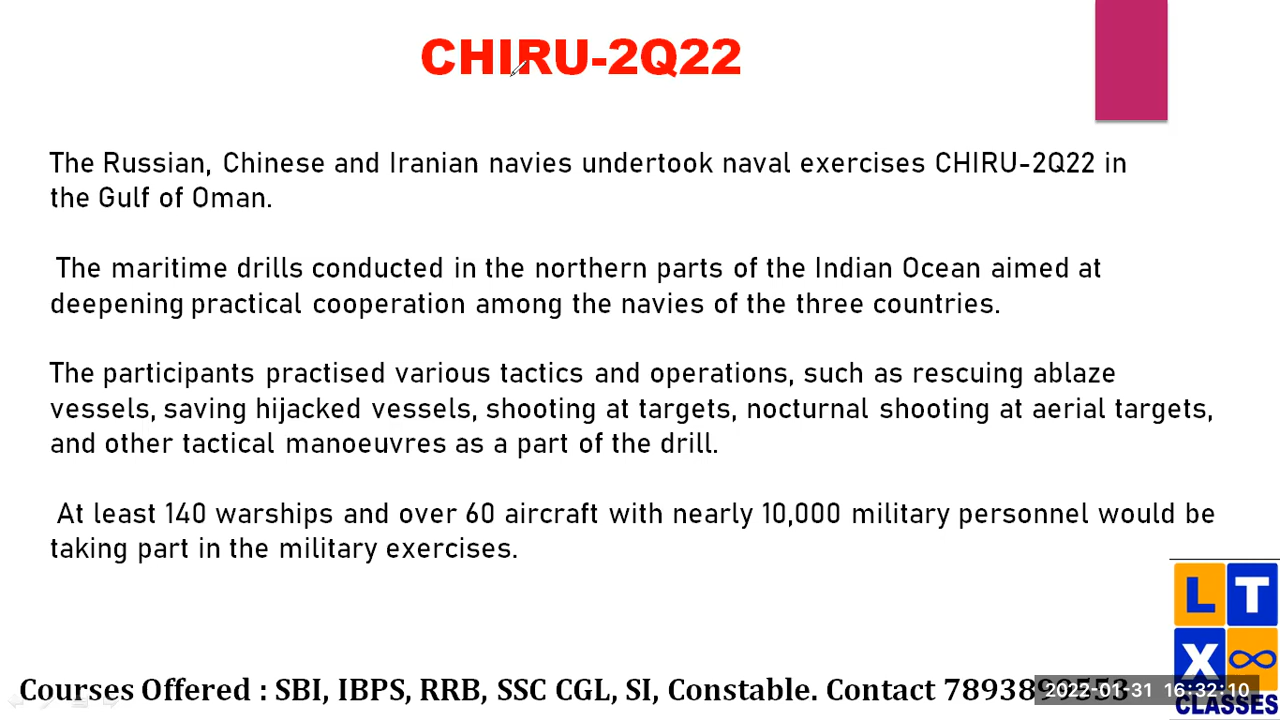 CHIRU-2Q22
The Russian, Chinese and Iranian navies undertook naval exercises CHIRU-2Q22 in
the Gulf of Oman.
The maritime drills conducted in the northern parts of the Indian Ocean aimed at
deepening practical cooperation among the navies of the three countries.
The participants practised various tactics and operations, such as rescuing ablaze
vessels, saving hijacked vessels, shooting at targets, nocturnal shooting at aerial targets,
and other tactical manoeuvres as a part of the drill.
At least 140 warships and over 60 aircraft with nearly 10,000 military personnel would be
taking part in the military exercises.
L T
X ∞
CLASSES
Courses Offered : SBI, IBPS, RRB, SSC CGL, SI, Constable. Contact
2022-01-31 16:32:10